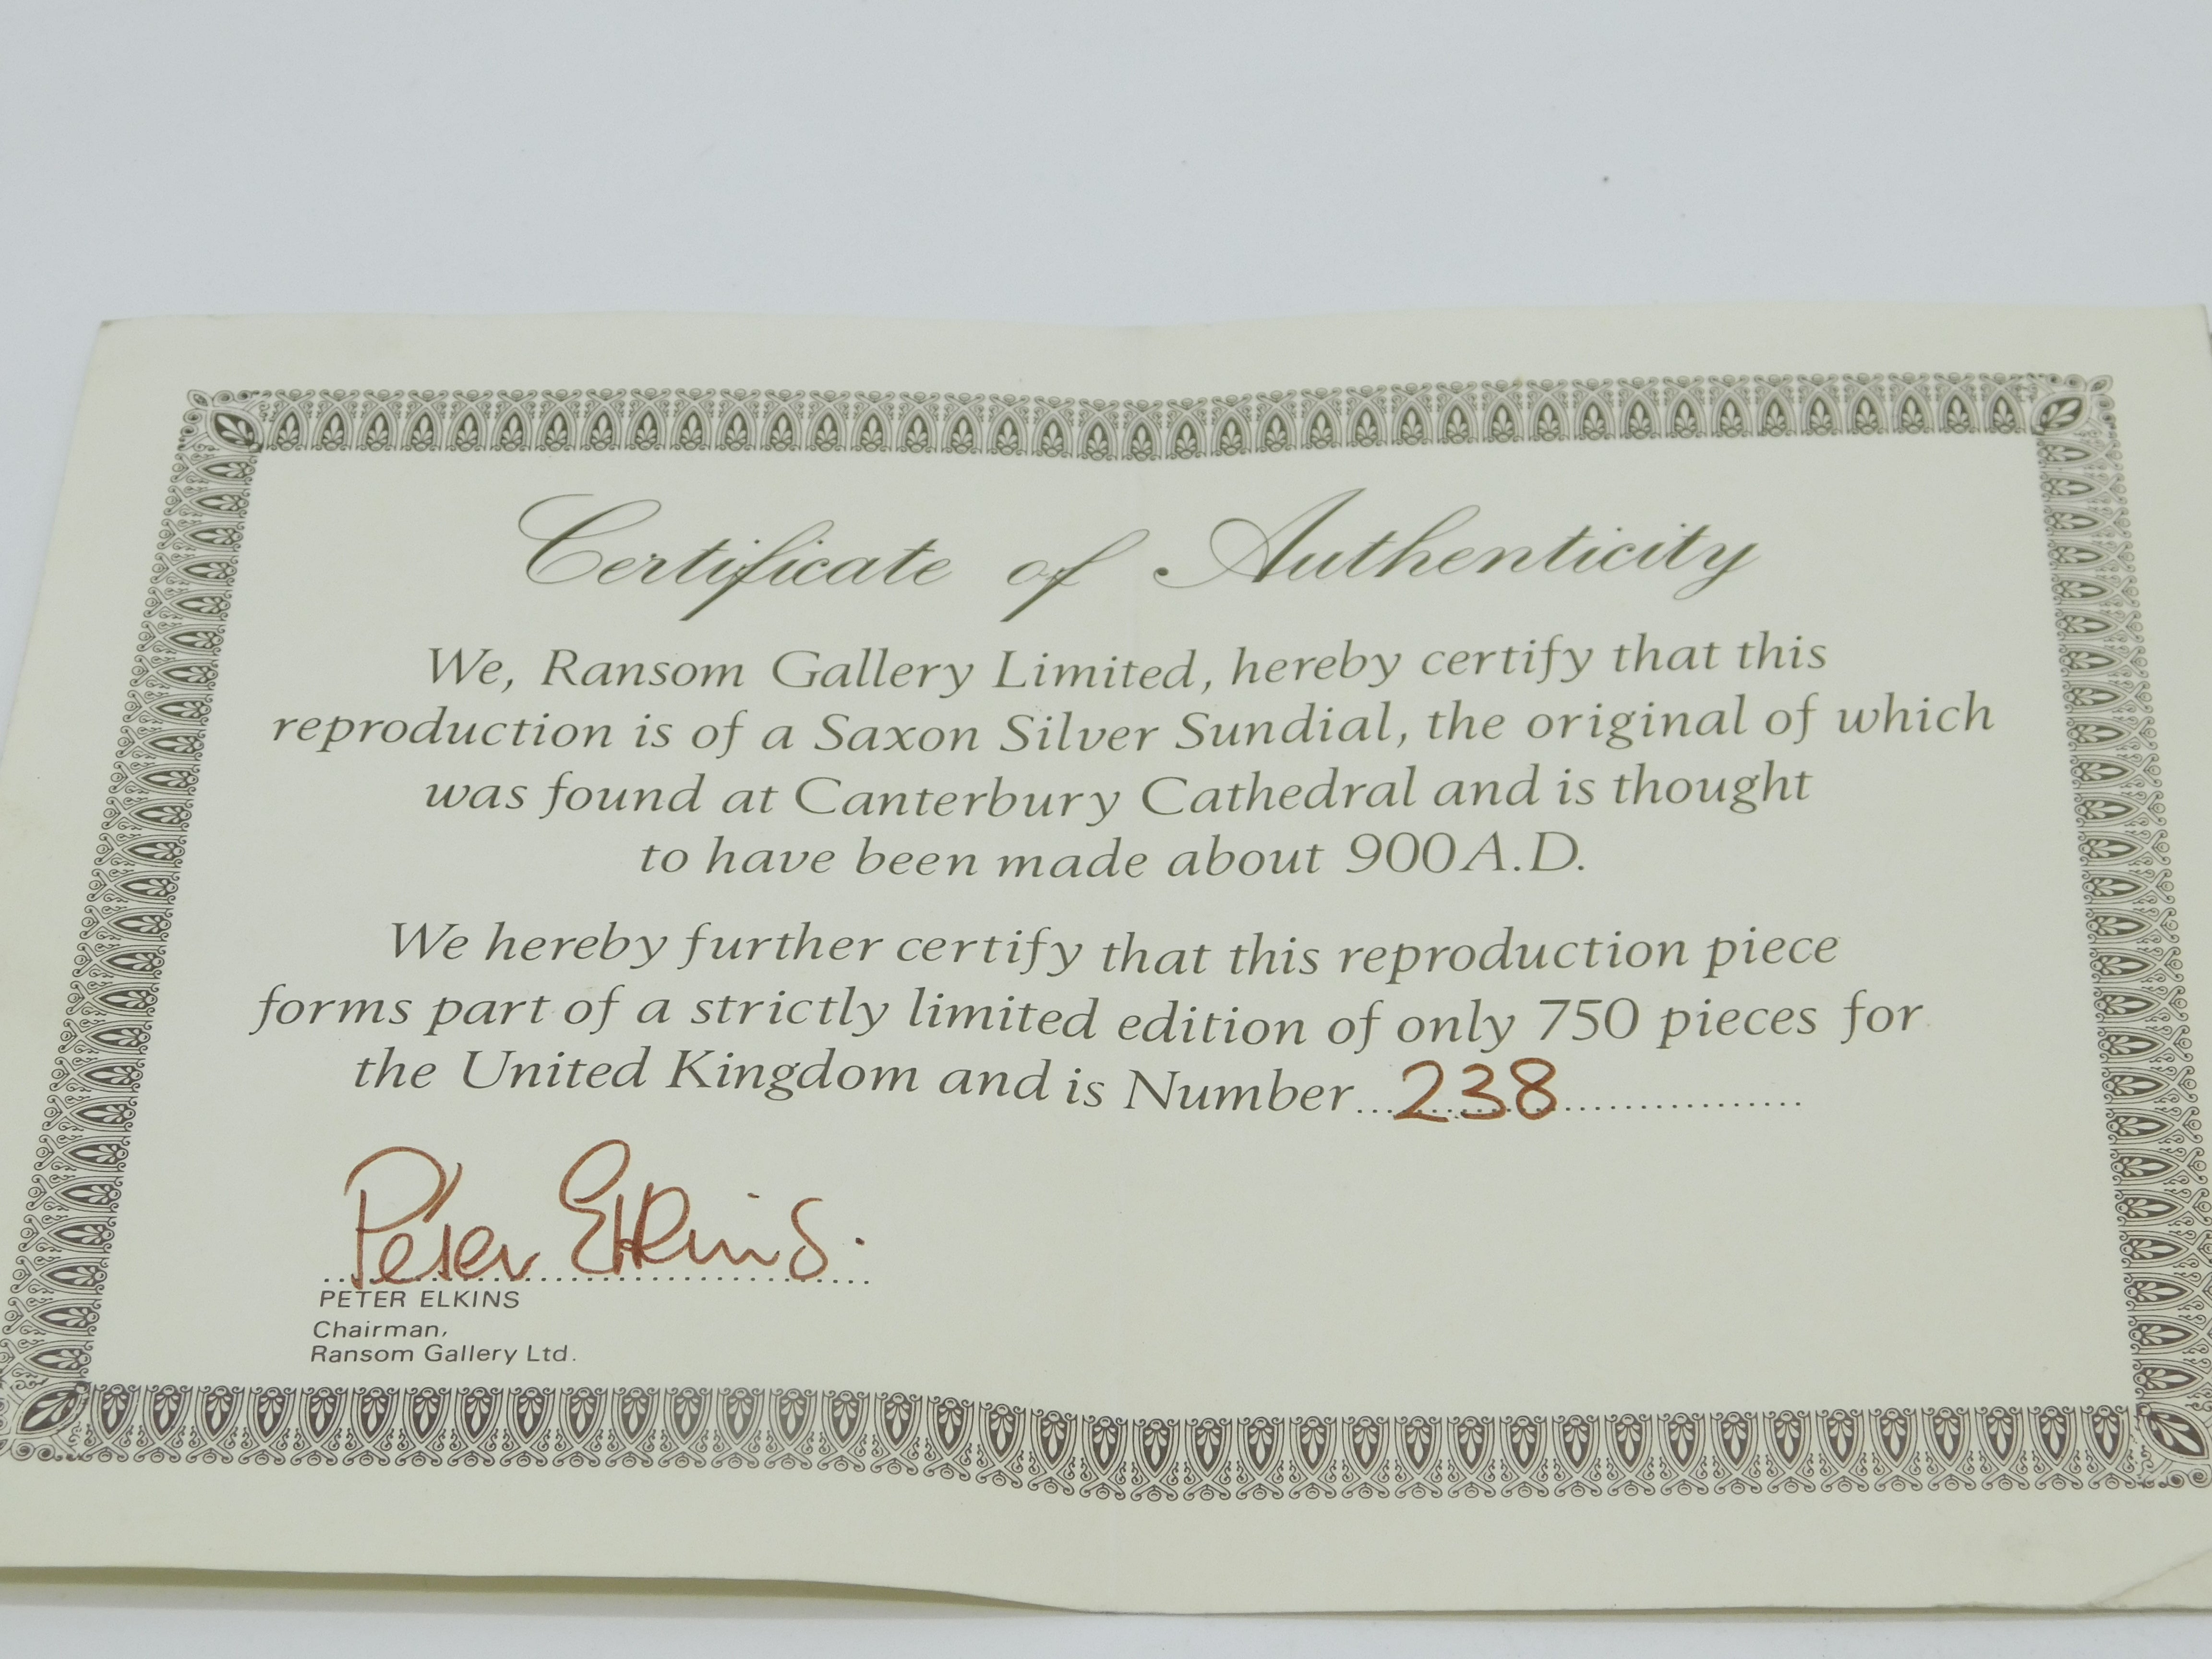 Certificate of Authenticity
We, Ransom Gallery Limited, hereby certify that this
reproduction is of a Saxon Silver Sundial, the original of which
was found at Canterbury Cathedral and is thought
to have been made about 900 A.D.
We hereby further certify that this reproduction piece
forms part of a strictly limited edition of only 750 pieces for
the United Kingdom and is Number...238..................
Peter Elkins.
PETER ELKINS
Chairman,
Ransom Gallery Ltd.